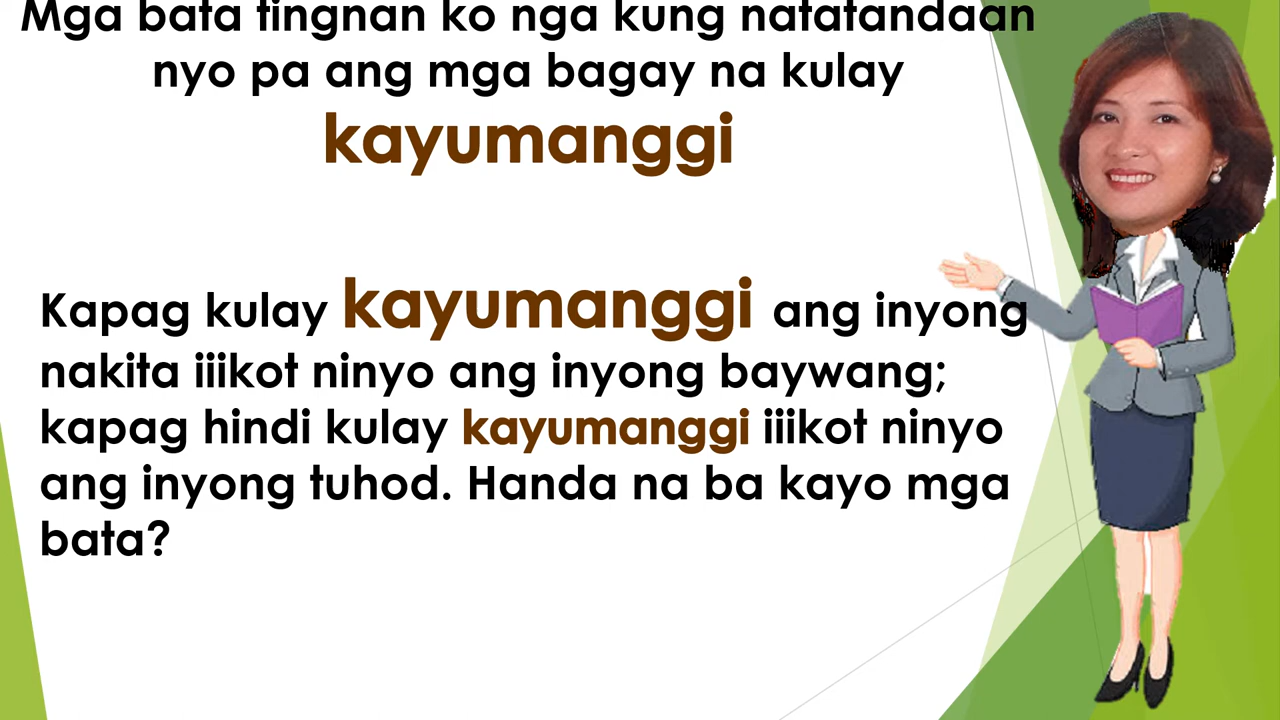 Mga bata tingnan ko nga kung natatandaan
nyo pa ang mga bagay na kulay
kayumanggi
Kapag kulay kayumanggi ang inyong
nakita iiikot ninyo ang inyong baywang;
kapag hindi kulay kayumanggi iiikot ninyo
ang inyong tuhod. Handa na ba kayo mga
bata?